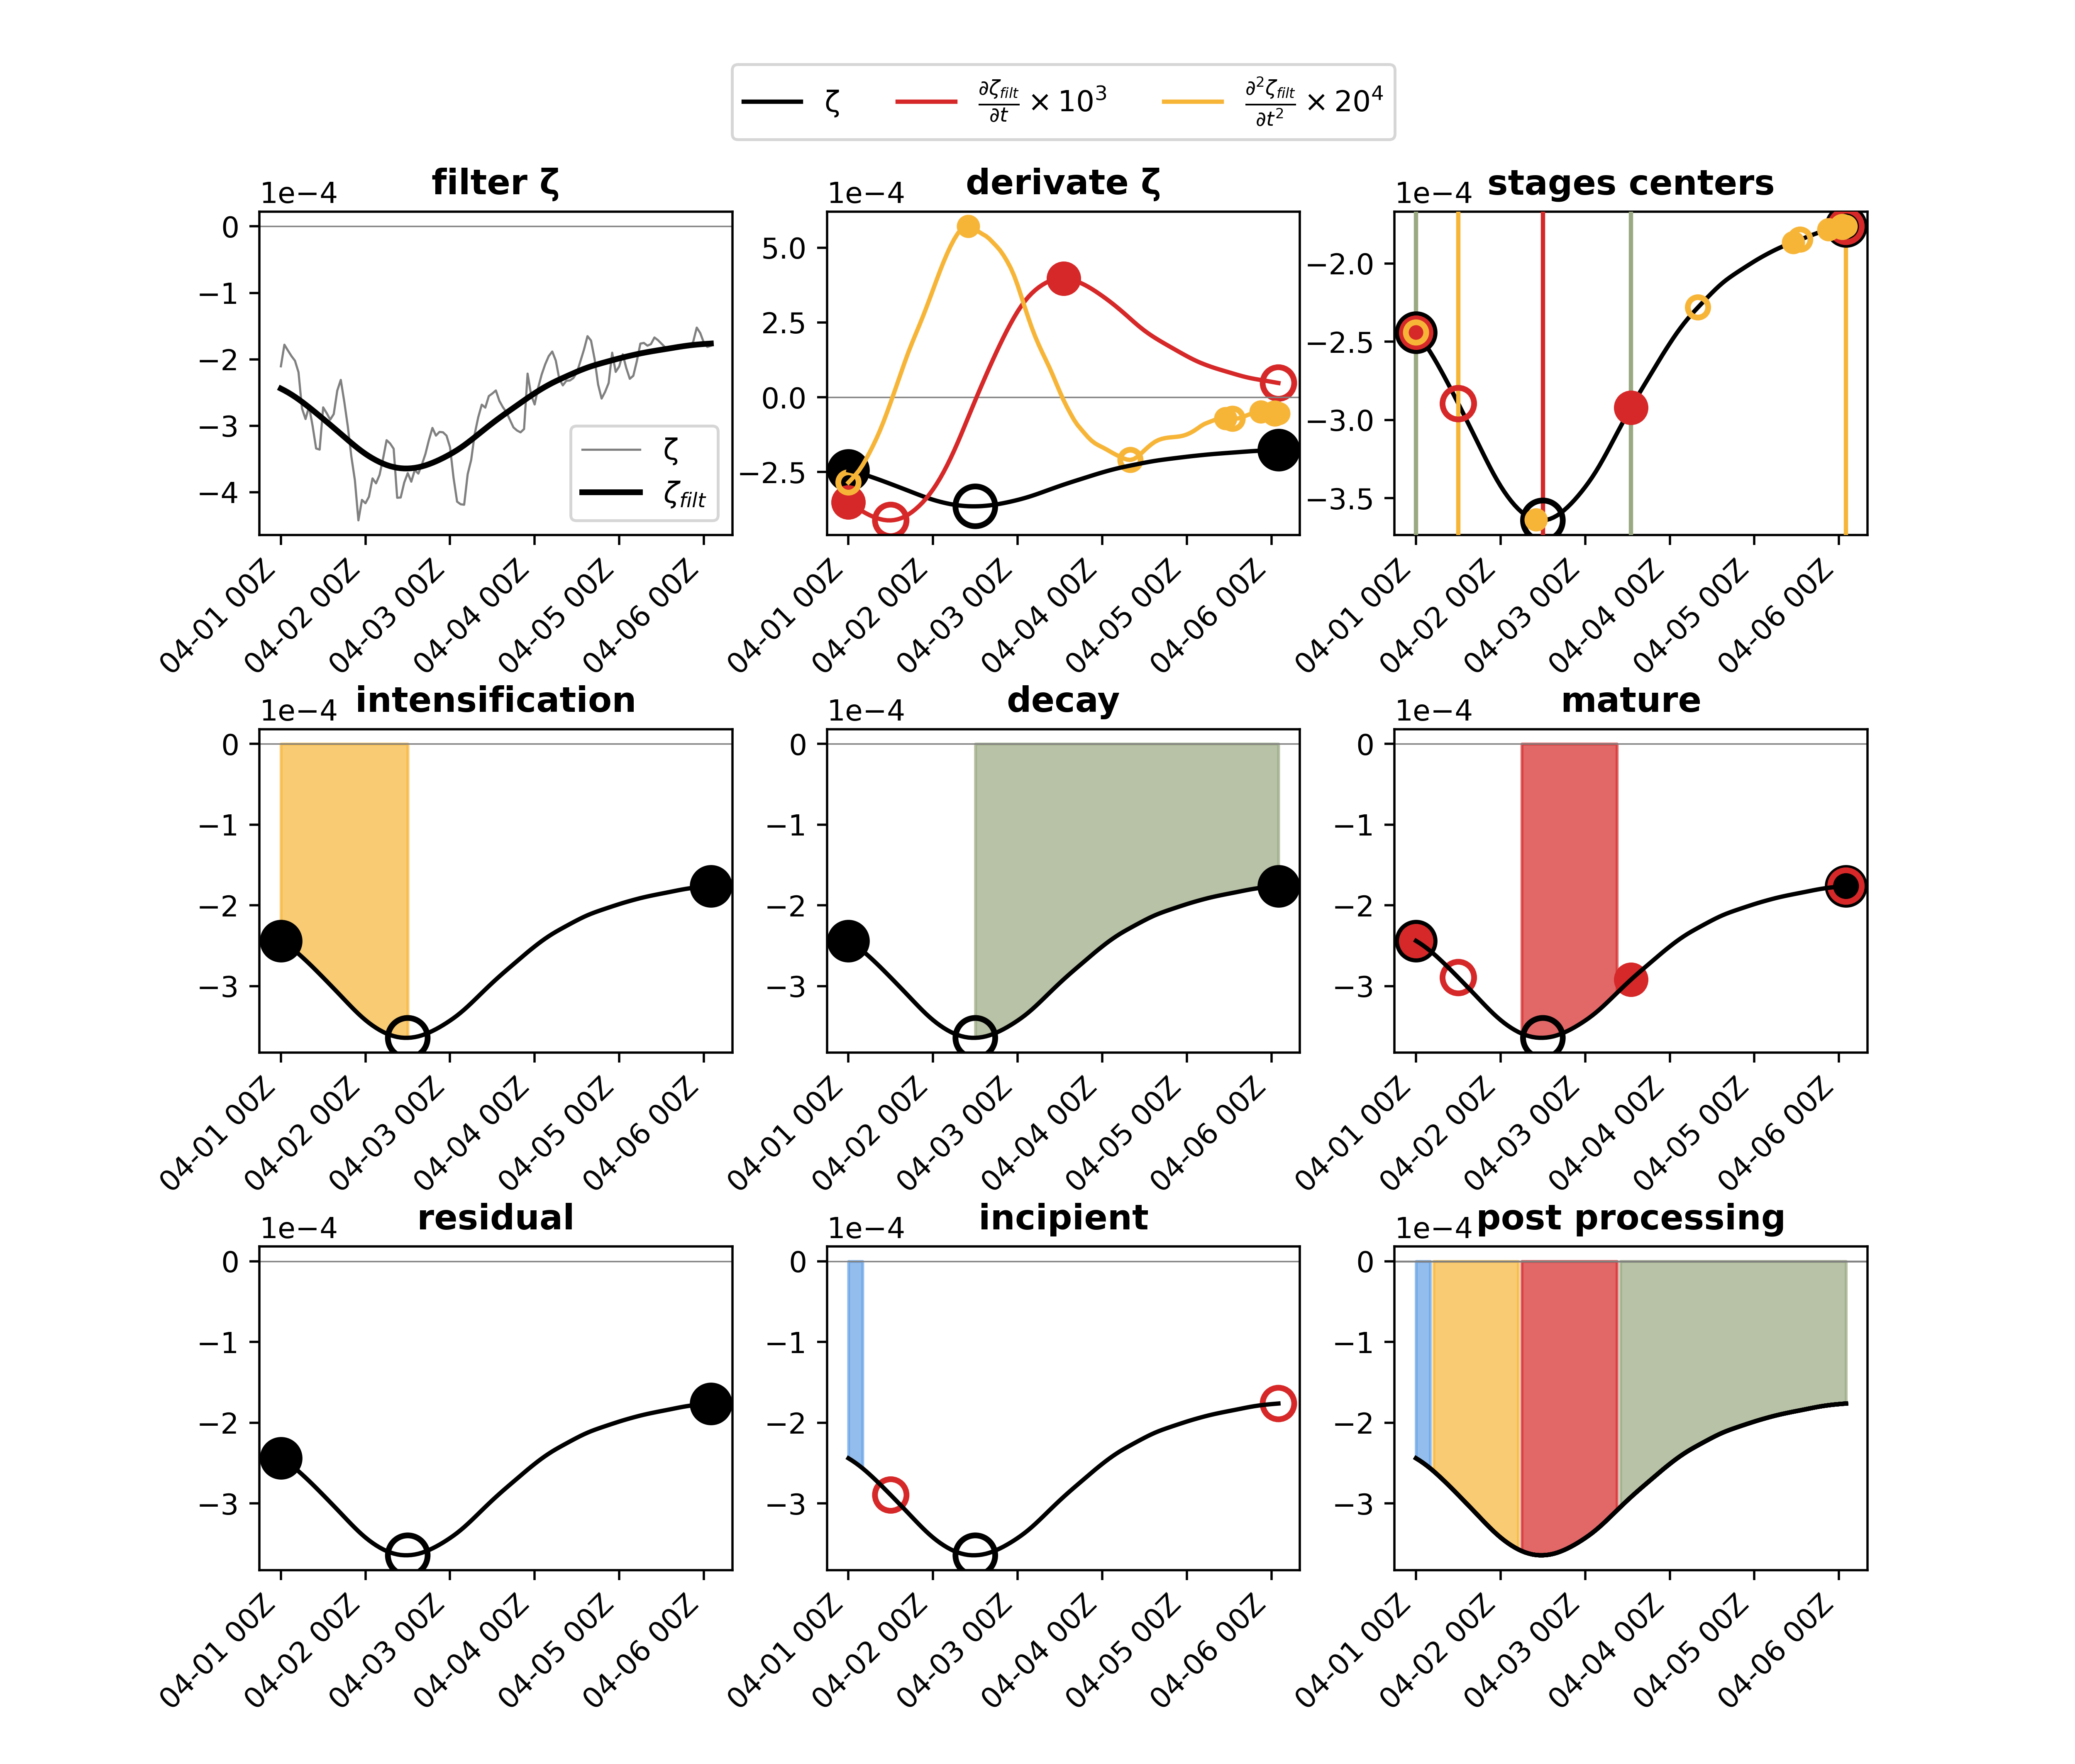 ζ ∂ζ_filt/∂t × 10³ ∂²ζ_filt/∂t² × 20⁴
filter ζ
1e−4
0
−1
−2
−3
−4
ζ
ζ_filt
04-01 00Z
04-02 00Z
04-03 00Z
04-04 00Z
04-05 00Z
04-06 00Z
derivate ζ
1e−4
5.0
2.5
0.0
−2.5
04-01 00Z
04-02 00Z
04-03 00Z
04-04 00Z
04-05 00Z
04-06 00Z
stages centers
1e−4
−2.0
−2.5
−3.0
−3.5
04-01 00Z
04-02 00Z
04-03 00Z
04-04 00Z
04-05 00Z
04-06 00Z
intensification
1e−4
0
−1
−2
−3
04-01 00Z
04-02 00Z
04-03 00Z
04-04 00Z
04-05 00Z
04-06 00Z
decay
1e−4
0
−1
−2
−3
04-01 00Z
04-02 00Z
04-03 00Z
04-04 00Z
04-05 00Z
04-06 00Z
mature
1e−4
0
−1
−2
−3
04-01 00Z
04-02 00Z
04-03 00Z
04-04 00Z
04-05 00Z
04-06 00Z
residual
1e−4
0
−1
−2
−3
04-01 00Z
04-02 00Z
04-03 00Z
04-04 00Z
04-05 00Z
04-06 00Z
incipient
1e−4
0
−1
−2
−3
04-01 00Z
04-02 00Z
04-03 00Z
04-04 00Z
04-05 00Z
04-06 00Z
post processing
1e−4
0
−1
−2
−3
04-01 00Z
04-02 00Z
04-03 00Z
04-04 00Z
04-05 00Z
04-06 00Z